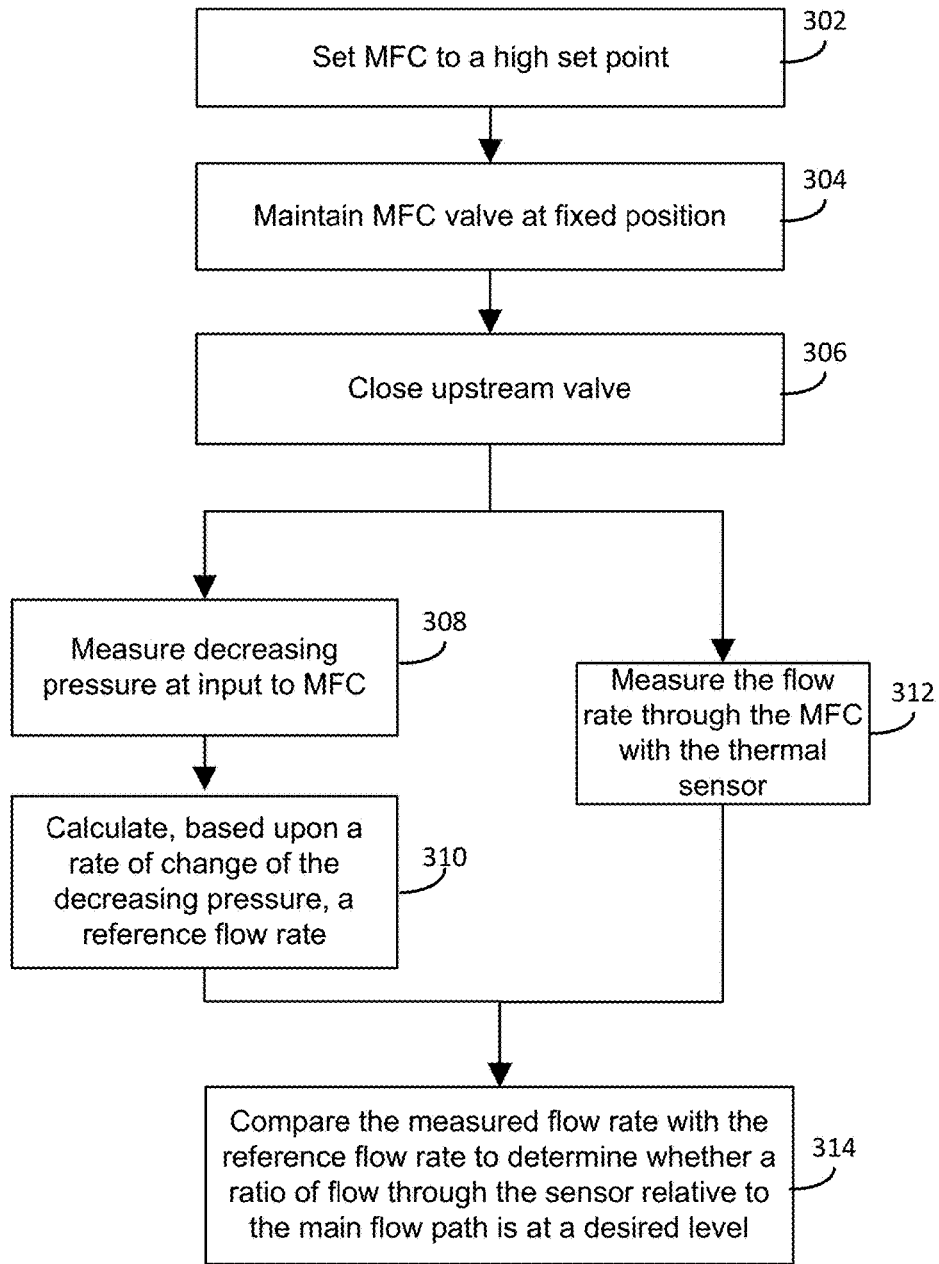 302
Set MFC to a high set point
304
Maintain MFC valve at fixed position
306
Close upstream valve
308
Measure decreasing
pressure at input to MFC
312
Measure the flow
rate through the MFC
with the thermal
sensor
310
Calculate, based upon a
rate of change of the
decreasing pressure, a
reference flow rate
314
Compare the measured flow rate with the
reference flow rate to determine whether a
ratio of flow through the sensor relative to
the main flow path is at a desired level